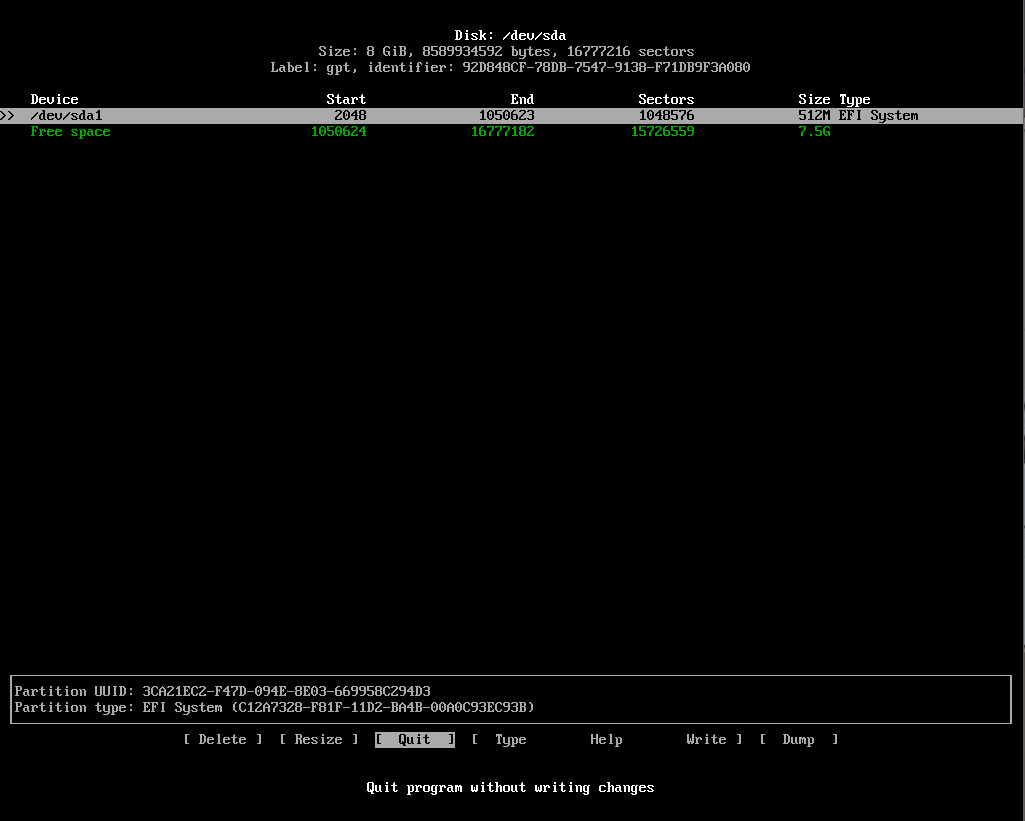 Disk: /dev/sda
Size: 8 GiB, 8589934592 bytes, 16777216 sectors
Label: gpt, identifier: 92D848CF-78DB-7547-9138-F71DB9F3A080
Device Start End Sectors Size Type
>> /dev/sda1 2048 1050623 1048576 512M EFI System
Free space 1050624 16777182 15726559 7.5G
Partition UUID: 3CA21EC2-F47D-094E-8E03-669958C294D3
Partition type: EFI System (C12A7328-F81F-11D2-BA4B-00A0C93EC93B)
[ Delete ] [ Resize ] [ Quit ] [ Type Help Write ] [ Dump ]
Quit program without writing changes